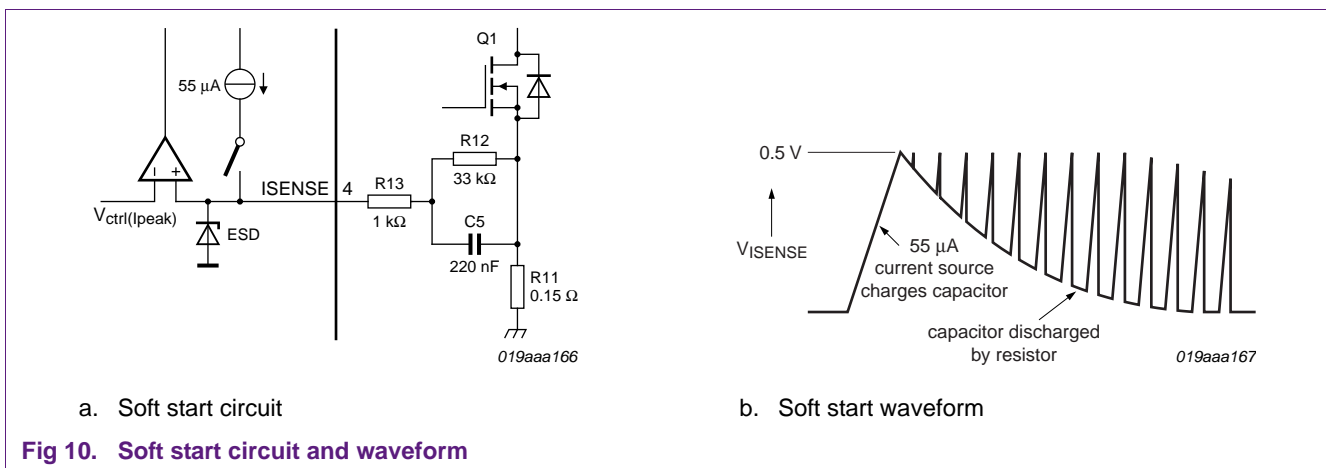 Q1
55 µA
R12
33 kΩ
ISENSE 4
R13
1 kΩ
C5
220 nF
Vctrl(Ipeak)
ESD
R11
0.15 Ω
019aaa166
a. Soft start circuit
0.5 V
VISENSE
55 µA
current source
charges capacitor
capacitor discharged
by resistor
019aaa167
b. Soft start waveform
Fig 10. Soft start circuit and waveform